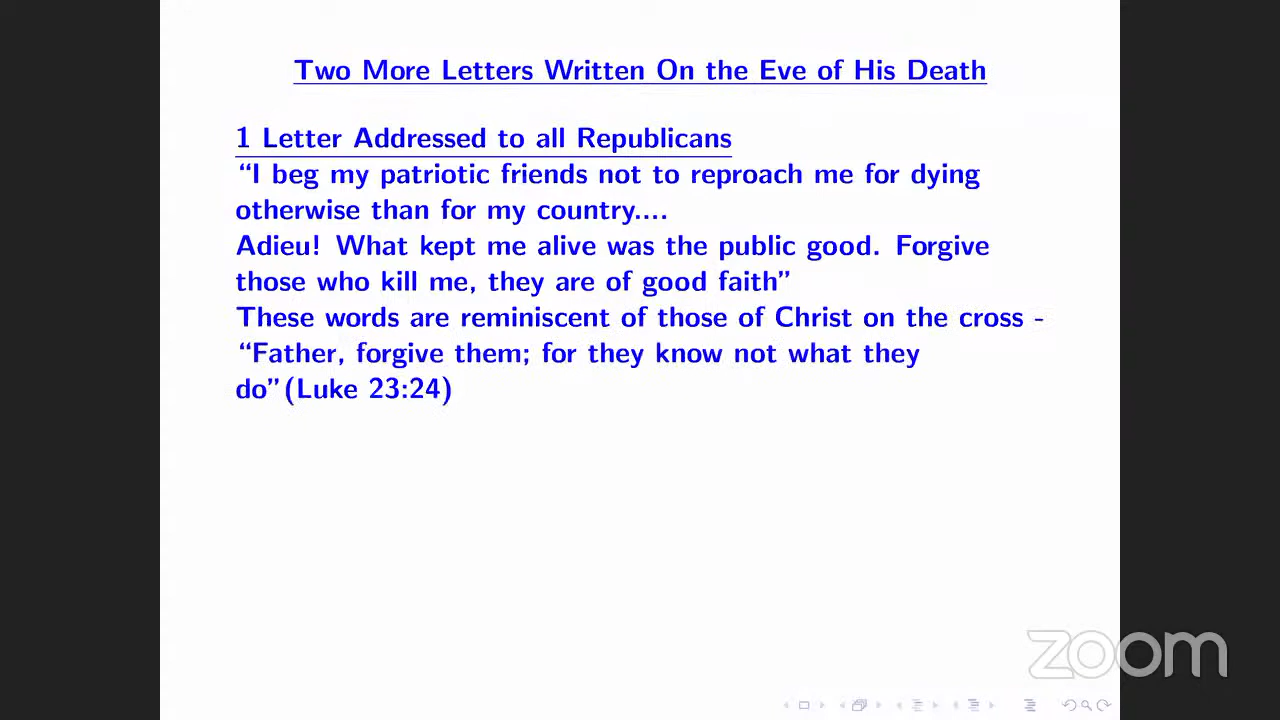 Two More Letters Written On the Eve of His Death
1 Letter Addressed to all Republicans
“I beg my patriotic friends not to reproach me for dying
otherwise than for my country....
Adieu! What kept me alive was the public good. Forgive
those who kill me, they are of good faith”
These words are reminiscent of those of Christ on the cross -
“Father, forgive them; for they know not what they
do”(Luke 23:24)
zoom